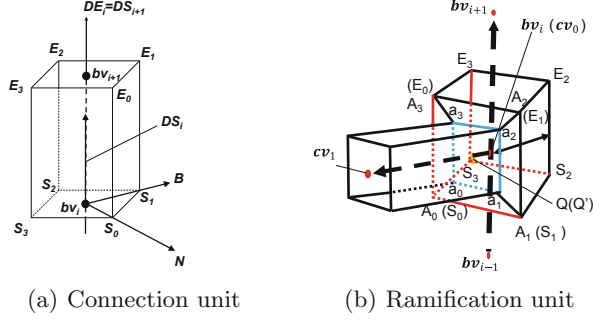 DEᵢ=DSᵢ₊₁
E₂
E₁
bvᵢ₊₁
E₃
E₀
DSᵢ
B
S₂
S₁
bvᵢ
S₃
S₀
N
(a) Connection unit
bvᵢ₊₁
bvᵢ (cv₀)
E₃
E₂
(E₀)
A₃
A₂
(E₁)
a₃
a₂
cv₁
S₃
S₂
a₀
a₁
Q(Q')
A₀ (S₀)
A₁ (S₁)
bvᵢ₋₁
(b) Ramification unit